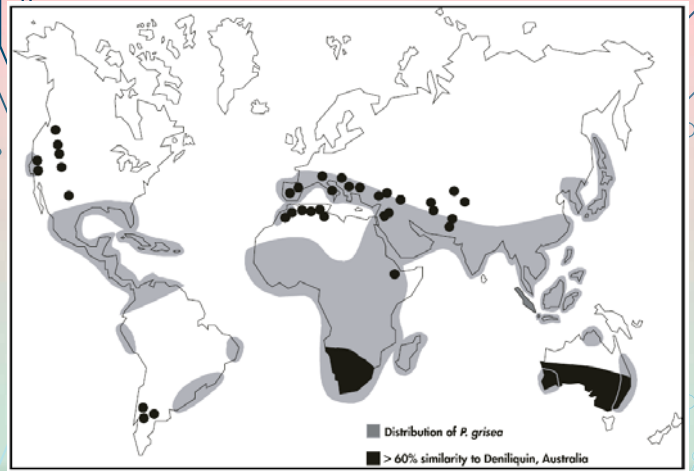 Distribution of P. grisea
> 60% similarity to Deniliquin, Australia